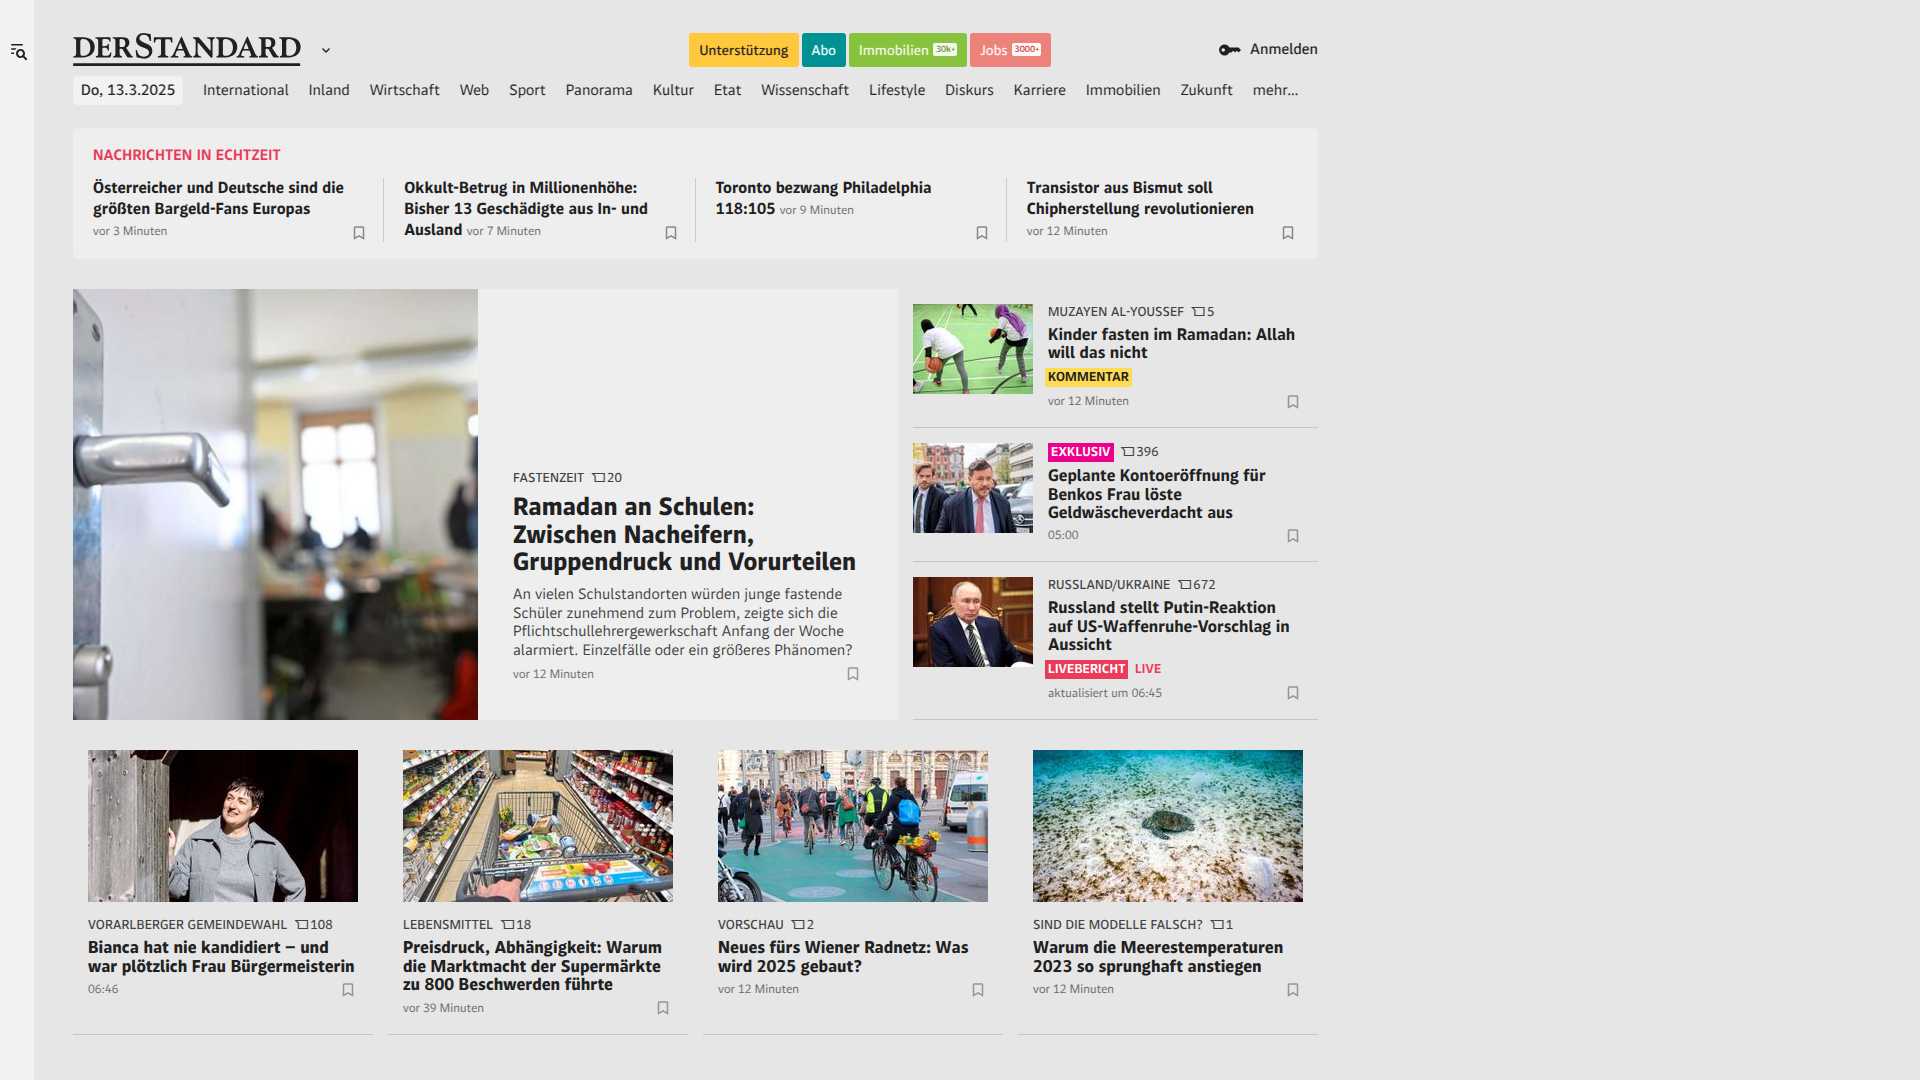 DERSTANDARD
Unterstützung
Abo
Immobilien 30k+
Jobs 3000+
Anmelden
Do, 13.3.2025 International Inland Wirtschaft Web Sport Panorama Kultur Etat Wissenschaft Lifestyle Diskurs Karriere Immobilien Zukunft mehr...
NACHRICHTEN IN ECHTZEIT
Österreicher und Deutsche sind die
größten Bargeld-Fans Europas
vor 3 Minuten
Okkult-Betrug in Millionenhöhe:
Bisher 13 Geschädigte aus In- und
Ausland vor 7 Minuten
Toronto bezwang Philadelphia
118:105 vor 9 Minuten
Transistor aus Bismut soll
Chipherstellung revolutionieren
vor 12 Minuten
FASTENZEIT 20
Ramadan an Schulen:
Zwischen Nacheifern,
Gruppendruck und Vorurteilen
An vielen Schulstandorten würden junge fastende
Schüler zunehmend zum Problem, zeigte sich die
Pflichtschullehrergewerkschaft Anfang der Woche
alarmiert. Einzelfälle oder ein größeres Phänomen?
vor 12 Minuten
MUZAYEN AL-YOUSSEF 5
Kinder fasten im Ramadan: Allah
will das nicht
KOMMENTAR
vor 12 Minuten
EXKLUSIV 396
Geplante Kontoeröffnung für
Benkos Frau löste
Geldwäscheverdacht aus
05:00
RUSSLAND/UKRAINE 672
Russland stellt Putin-Reaktion
auf US-Waffenruhe-Vorschlag in
Aussicht
LIVEBERICHT LIVE
aktualisiert um 06:45
VORARLBERGER GEMEINDEWAHL 108
Bianca hat nie kandidiert – und
war plötzlich Frau Bürgermeisterin
06:46
LEBENSMITTEL 18
Preisdruck, Abhängigkeit: Warum
die Marktmacht der Supermärkte
zu 800 Beschwerden führte
vor 39 Minuten
VORSCHAU 2
Neues fürs Wiener Radnetz: Was
wird 2025 gebaut?
vor 12 Minuten
SIND DIE MODELLE FALSCH? 1
Warum die Meerestemperaturen
2023 so sprunghaft anstiegen
vor 12 Minuten